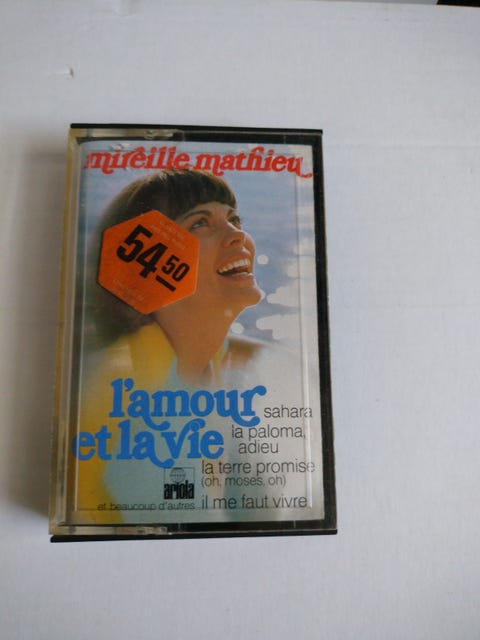 mireille mathieu
54.50
l'amour
et la vie
sahara
la paloma,
adieu
la terre promise
(oh, moses, oh)
il me faut vivre
ariola
et beaucoup d'autres